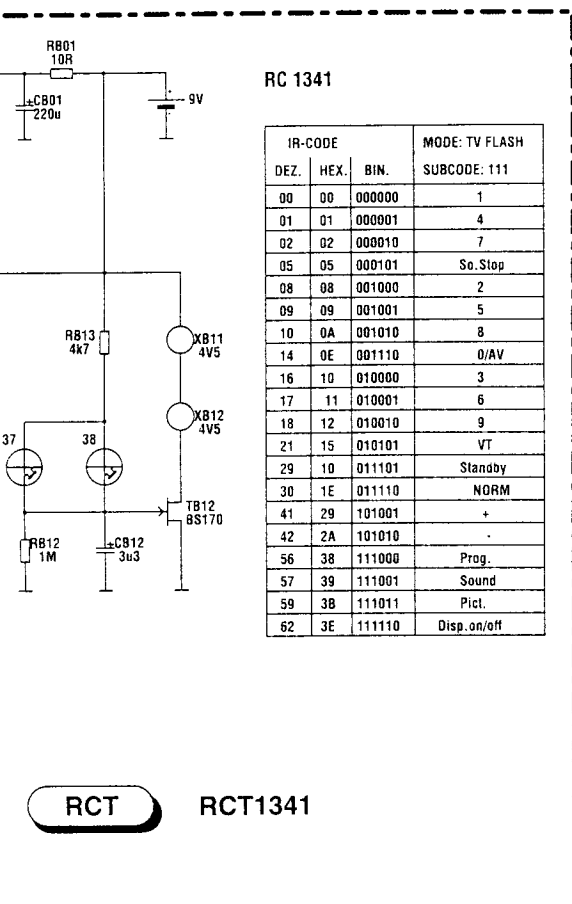 RB01
10R
+CB01
220u
9V
RB13
4k7
XB11
4V5
XB12
4V5
37
38
TB12
BS170
RB12
1M
+CB12
3u3
RC 1341
IR-CODE MODE: TV FLASH
DEZ. HEX. BIN. SUBCODE: 111
00 00 000000 1
01 01 000001 4
02 02 000010 7
05 05 000101 So.Stop
08 08 001000 2
09 09 001001 5
10 0A 001010 8
14 0E 001110 0/AV
16 10 010000 3
17 11 010001 6
18 12 010010 9
21 15 010101 VT
29 10 011101 Standby
30 1E 011110 NORM
41 29 101001 +
42 2A 101010 -
56 38 111000 Prog.
57 39 111001 Sound
59 3B 111011 Pict.
62 3E 111110 Disp.on/off
RCT RCT1341